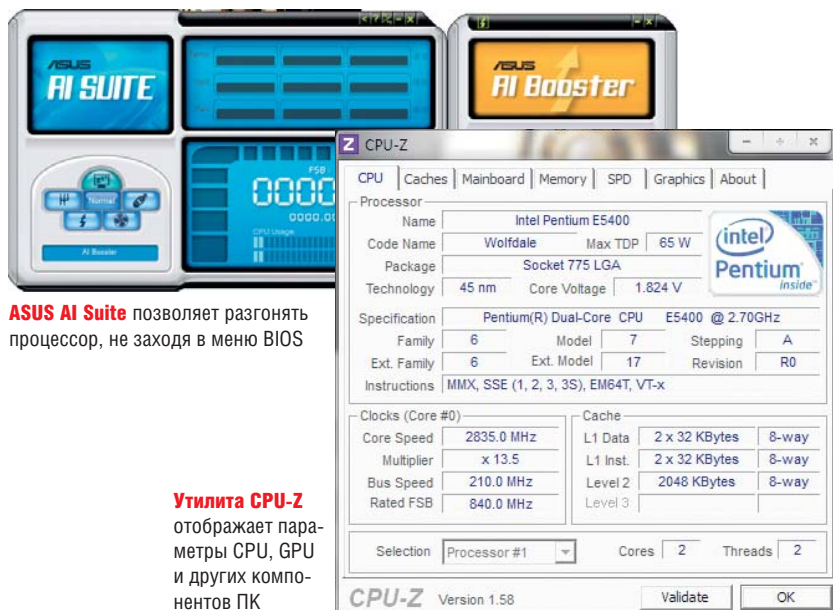 ASUS
AI SUITE
FSB
CPU Usage
AI Booster
ASUS
AI Booster
ASUS AI Suite позволяет разгонять
процессор, не заходя в меню BIOS
Утилита CPU-Z
отображает пара-
метры CPU, GPU
и других компо-
нентов ПК
CPU-Z
CPU Caches Mainboard Memory SPD Graphics About
Processor
Name Intel Pentium E5400
Code Name Wolfdale Max TDP 65 W
Package Socket 775 LGA
Technology 45 nm Core Voltage 1.824 V
intel
Pentium
inside
Specification Pentium(R) Dual-Core CPU E5400 @ 2.70GHz
Family 6 Model 7 Stepping A
Ext. Family 6 Ext. Model 17 Revision R0
Instructions MMX, SSE (1, 2, 3, 3S), EM64T, VT-x
Clocks (Core #0)
Core Speed 2835.0 MHz
Multiplier x 13.5
Bus Speed 210.0 MHz
Rated FSB 840.0 MHz
Cache
L1 Data 2 x 32 KBytes 8-way
L1 Inst. 2 x 32 KBytes 8-way
Level 2 2048 KBytes 8-way
Level 3
Selection Processor #1 Cores 2 Threads 2
CPU-Z Version 1.58 Validate OK